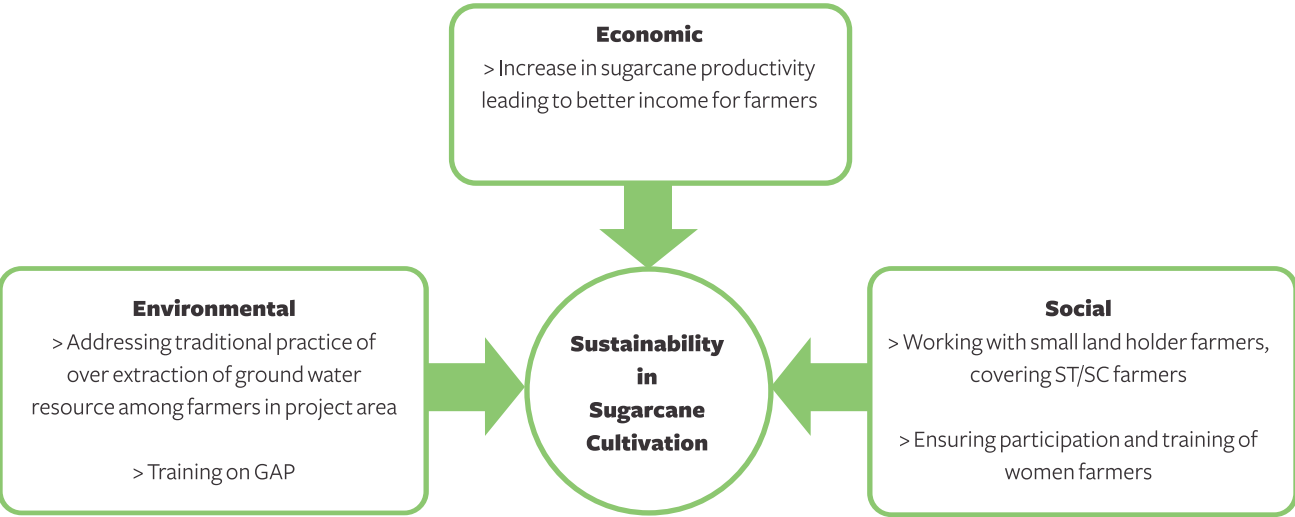 Economic
> Increase in sugarcane productivity
leading to better income for farmers
Environmental
> Addressing traditional practice of
over extraction of ground water
resource among farmers in project area
> Training on GAP
Sustainability
in
Sugarcane
Cultivation
Social
> Working with small land holder farmers,
covering ST/SC farmers
> Ensuring participation and training of
women farmers